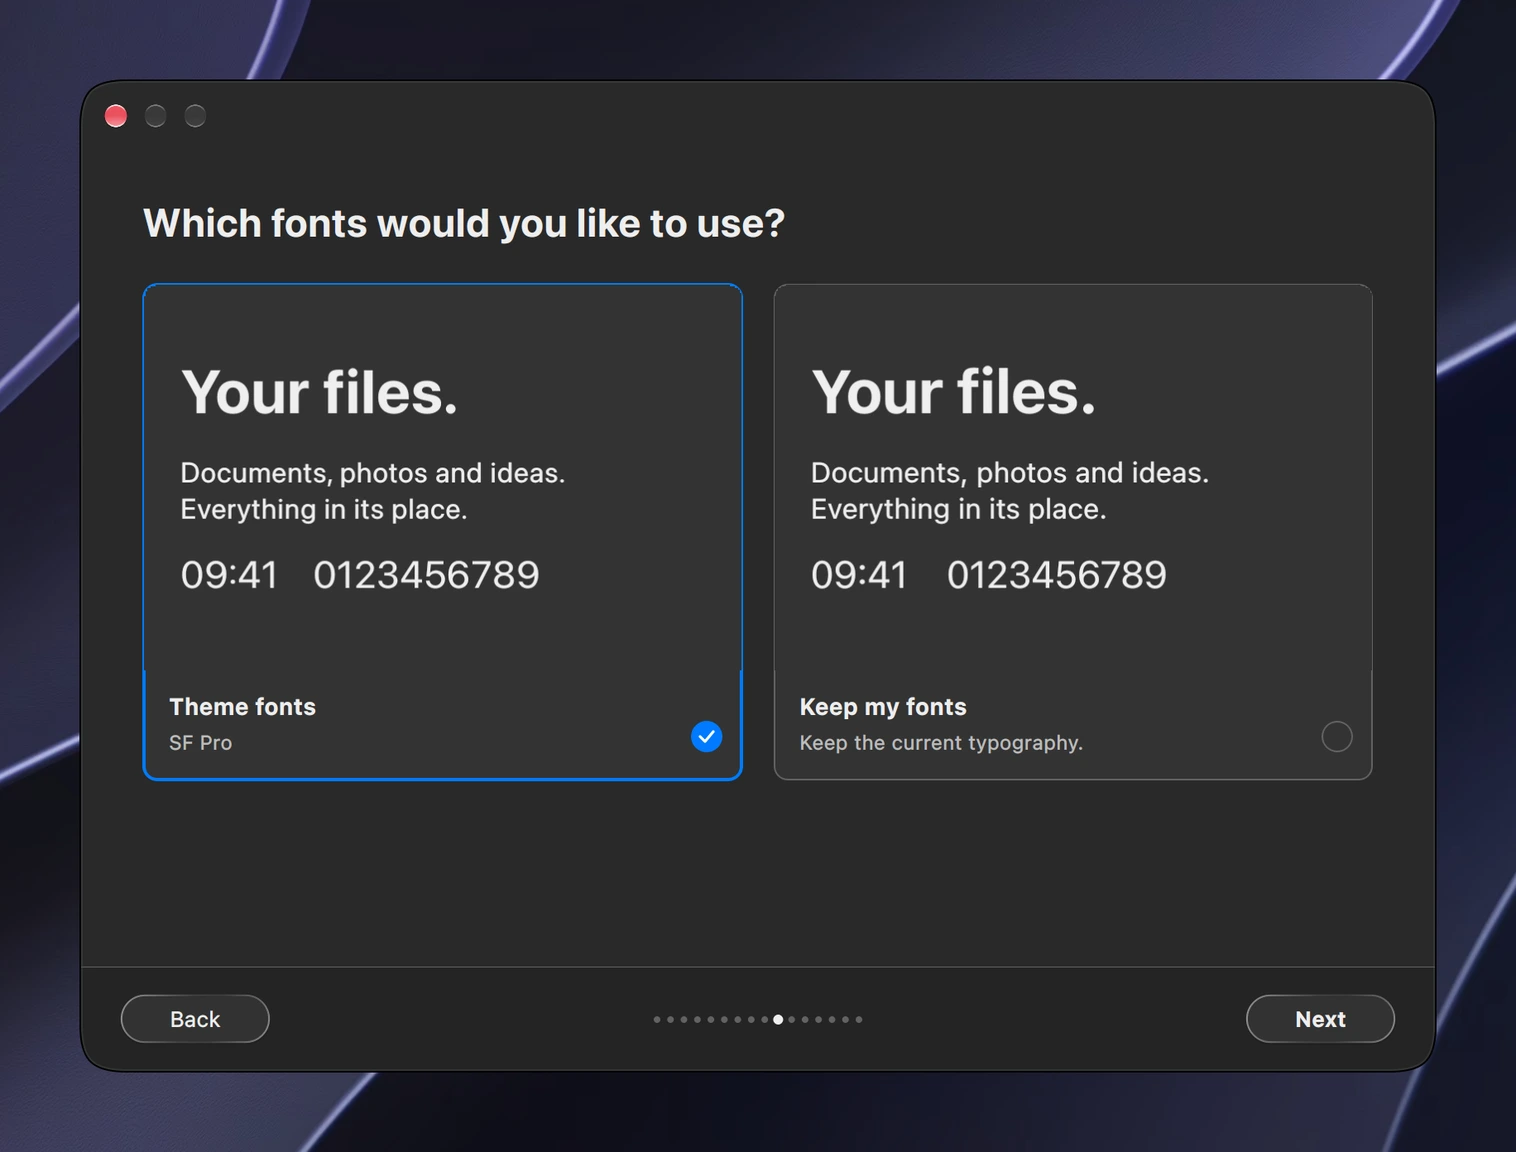 Which fonts would you like to use?
Your files.
Documents, photos and ideas.
Everything in its place.
09:41 0123456789
Theme fonts
SF Pro
Your files.
Documents, photos and ideas.
Everything in its place.
09:41 0123456789
Keep my fonts
Keep the current typography.
Back
Next